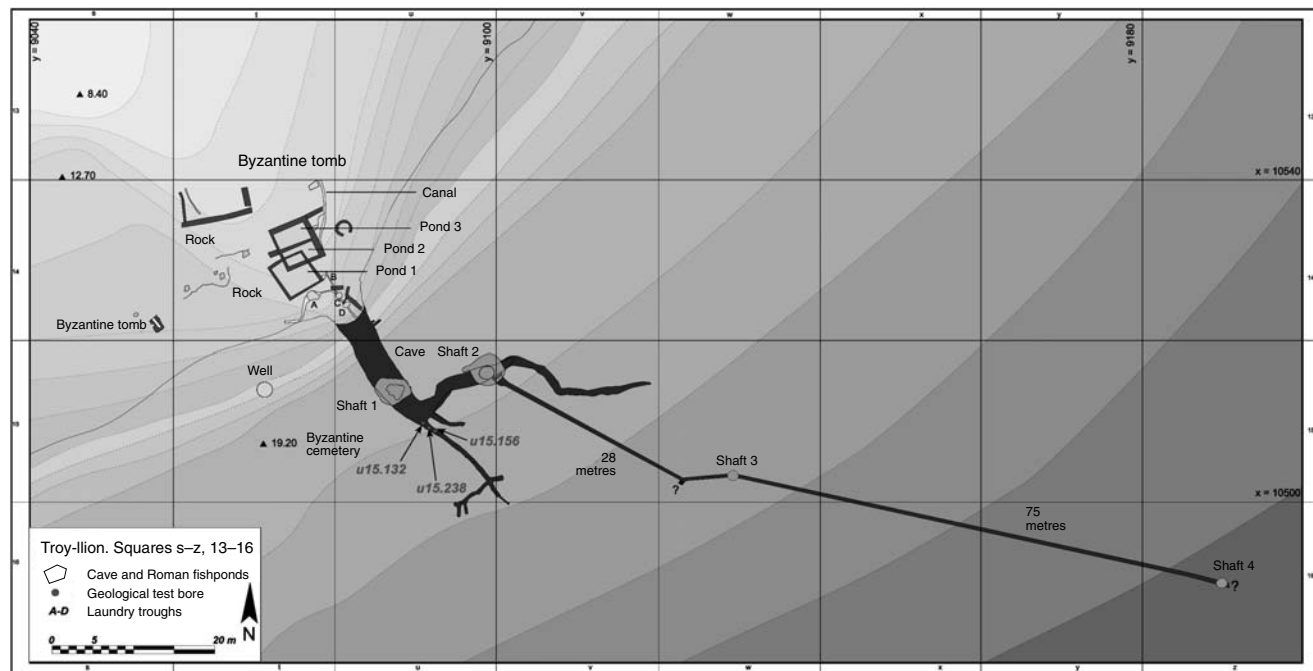 s t u v w x y
y = 9040
y = 9100
y = 9180
13
8.40
12.70
Byzantine tomb
x = 10540
Canal
Pond 3
Rock
Pond 2
14
Pond 1
Rock
B
A
C
D
Byzantine tomb
Cave
Shaft 2
Well
Shaft 1
15
19.20
Byzantine
cemetery
u15.156
u15.132
u15.238
28
metres
Shaft 3
?
x = 10500
75
metres
Shaft 4
?
16
Troy-Ilion. Squares s–z, 13–16
Cave and Roman fishponds
Geological test bore
A-D Laundry troughs
0 5 20 m
N
s t u v w x y z